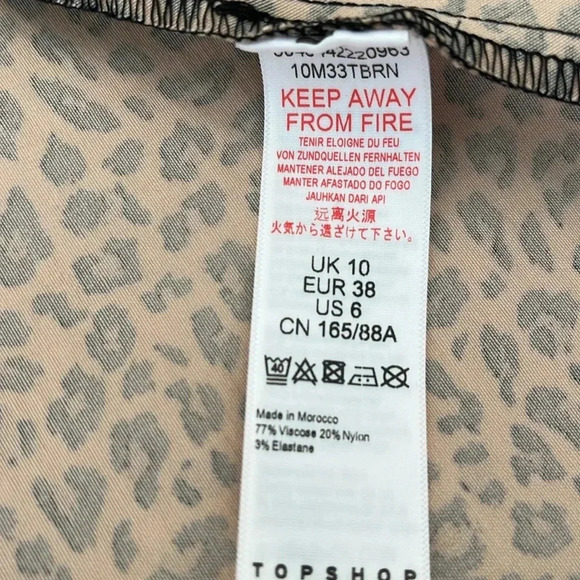 10M33TBRN
KEEP AWAY
FROM FIRE
TENIR ELOIGNE DU FEU
VON ZUNDQUELLEN FERNHALTEN
MANTENER ALEJADO DEL FUEGO
MANTER AFASTADO DO FOGO
JAUHKAN DARI API
远离火源
火気から遠ざけて下さい。
UK 10
EUR 38
US 6
CN 165/88A
40
Made in Morocco
77% Viscose 20% Nylon
3% Elastane
TOPSHOP